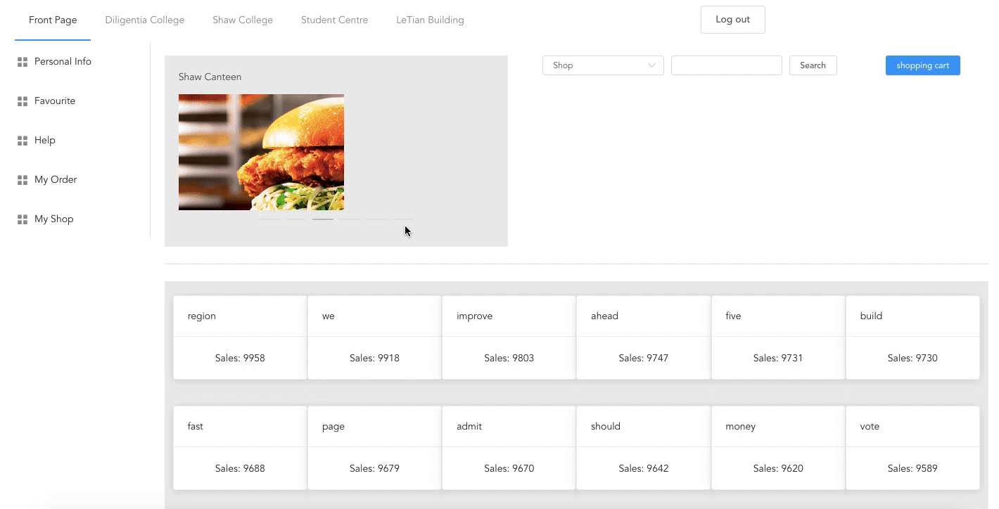 Front Page Diligentia College Shaw College Student Centre LeTian Building Log out
Personal Info
Favourite
Help
My Order
My Shop
Shaw Canteen
Shop Search shopping cart
region we improve ahead five build
Sales: 9958 Sales: 9918 Sales: 9803 Sales: 9747 Sales: 9731 Sales: 9730
fast page admit should money vote
Sales: 9688 Sales: 9679 Sales: 9670 Sales: 9642 Sales: 9620 Sales: 9589